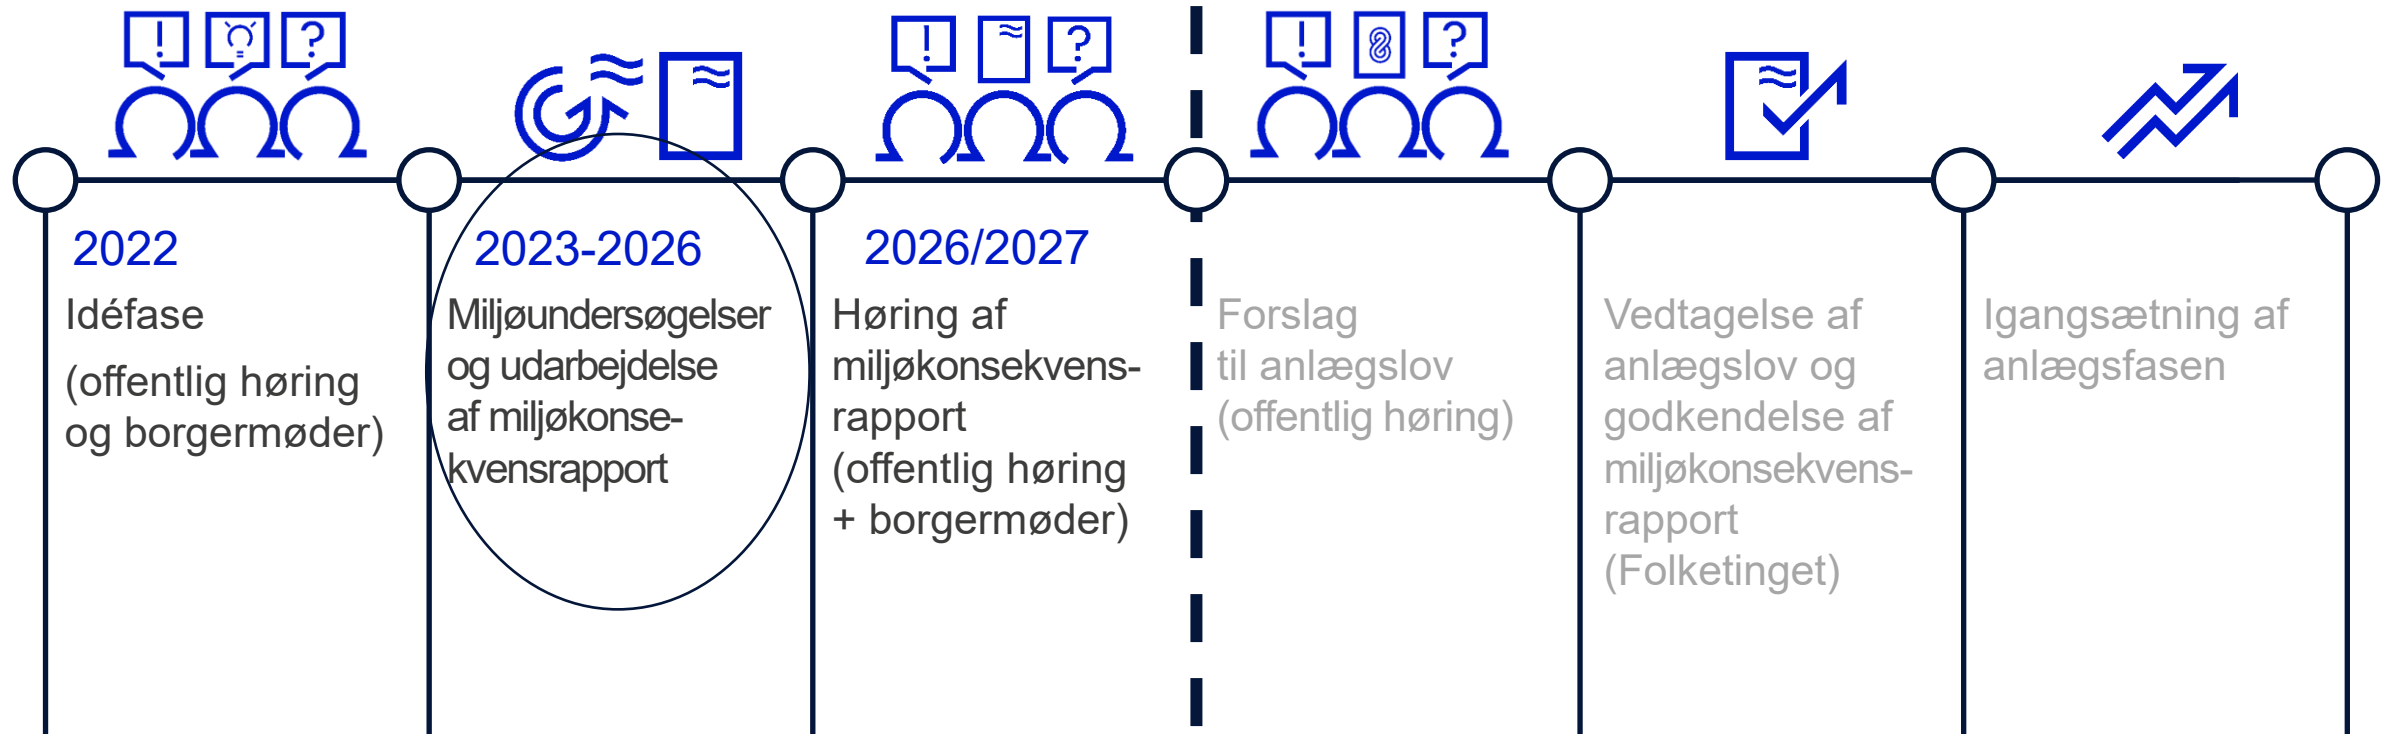 ! ?
! ?
! ?
2022
Idéfase
(offentlig høring
og borgermøder)
2023-2026
Miljøundersøgelser
og udarbejdelse
af miljøkonse-
kvensrapport
2026/2027
Høring af
miljøkonsekvens-
rapport
(offentlig høring
+ borgermøder)
Forslag
til anlægslov
(offentlig høring)
Vedtagelse af
anlægslov og
godkendelse af
miljøkonsekvens-
rapport
(Folketinget)
Igangsætning af
anlægsfasen